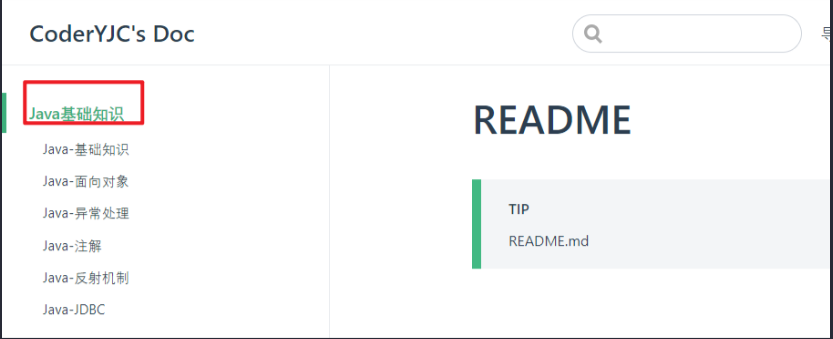 CoderYJC's Doc
Java基础知识
Java-基础知识
Java-面向对象
Java-异常处理
Java-注解
Java-反射机制
Java-JDBC
README
TIP
README.md